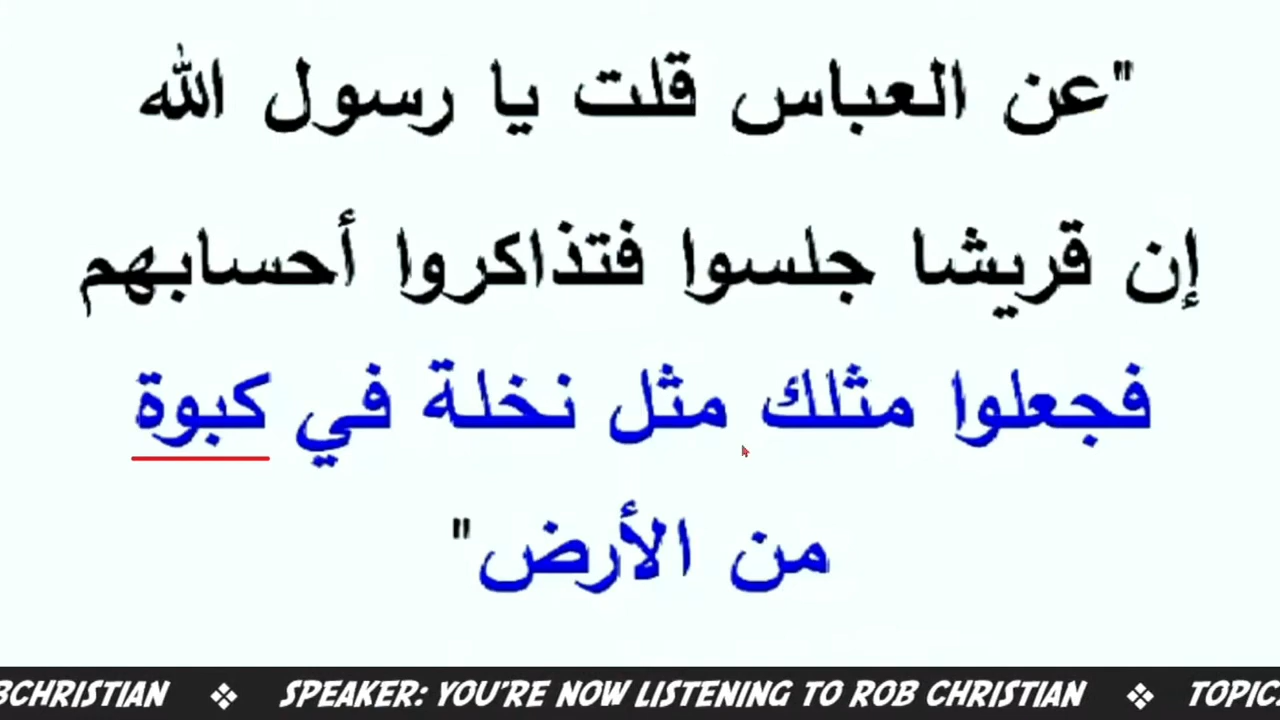 "عن العباس قلت يا رسول الله
إن قريشا جلسوا فتذاكروا أحسابهم
فجعلوا مثلك مثل نخلة في كبوة
من الأرض"
BCHRISTIAN ❖ SPEAKER: YOU'RE NOW LISTENING TO ROB CHRISTIAN ❖ TOPIC: